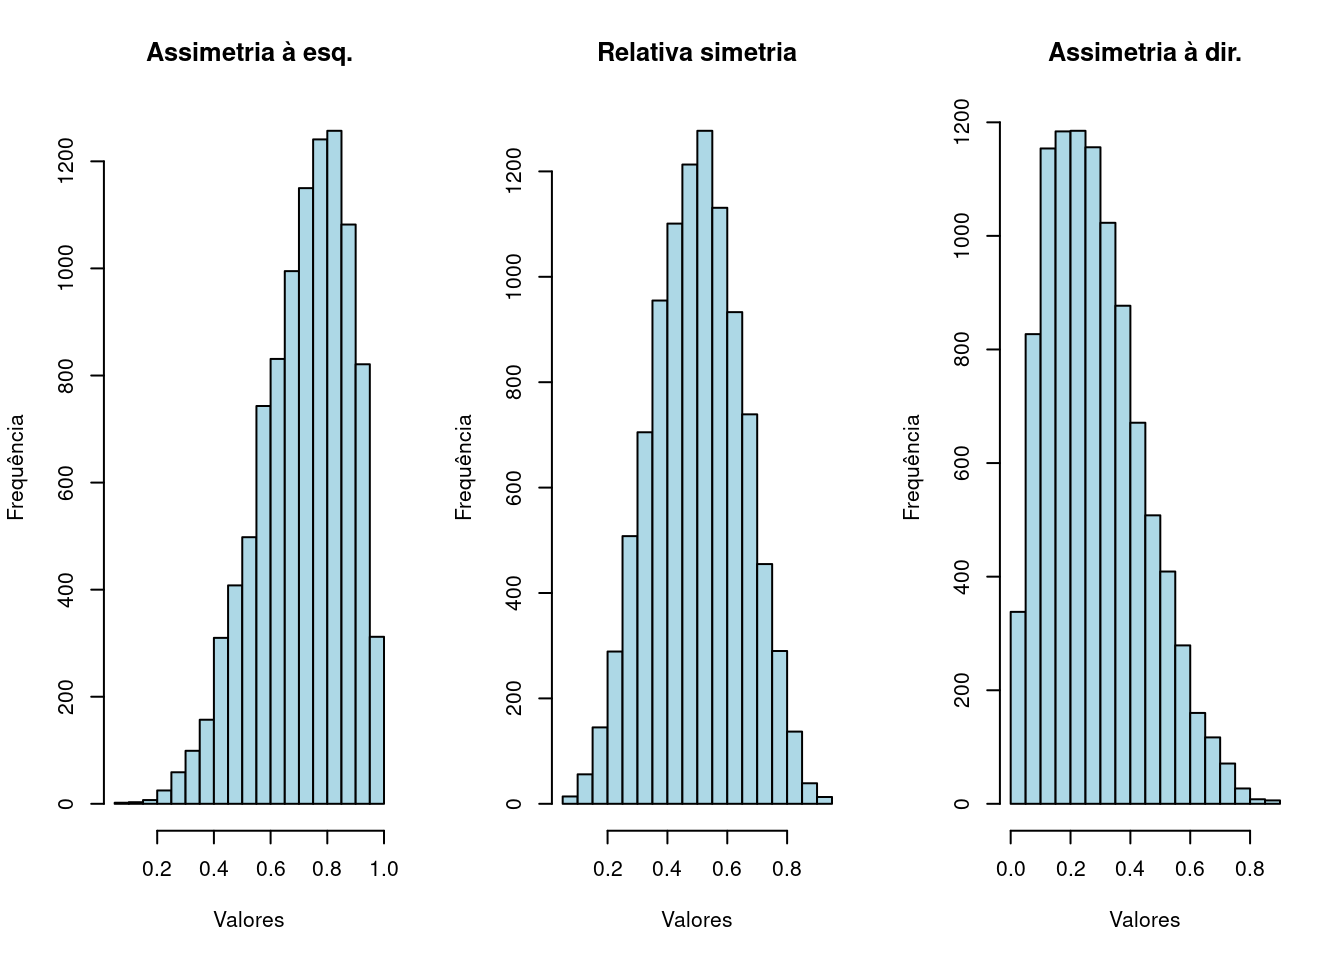 Assimetria à esq.
Frequência
1200
1000
800
600
400
200
0
0.2 0.4 0.6 0.8 1.0
Valores
Relativa simetria
Frequência
1200
1000
800
600
400
200
0
0.2 0.4 0.6 0.8
Valores
Assimetria à dir.
Frequência
1200
1000
800
600
400
200
0
0.0 0.2 0.4 0.6 0.8
Valores